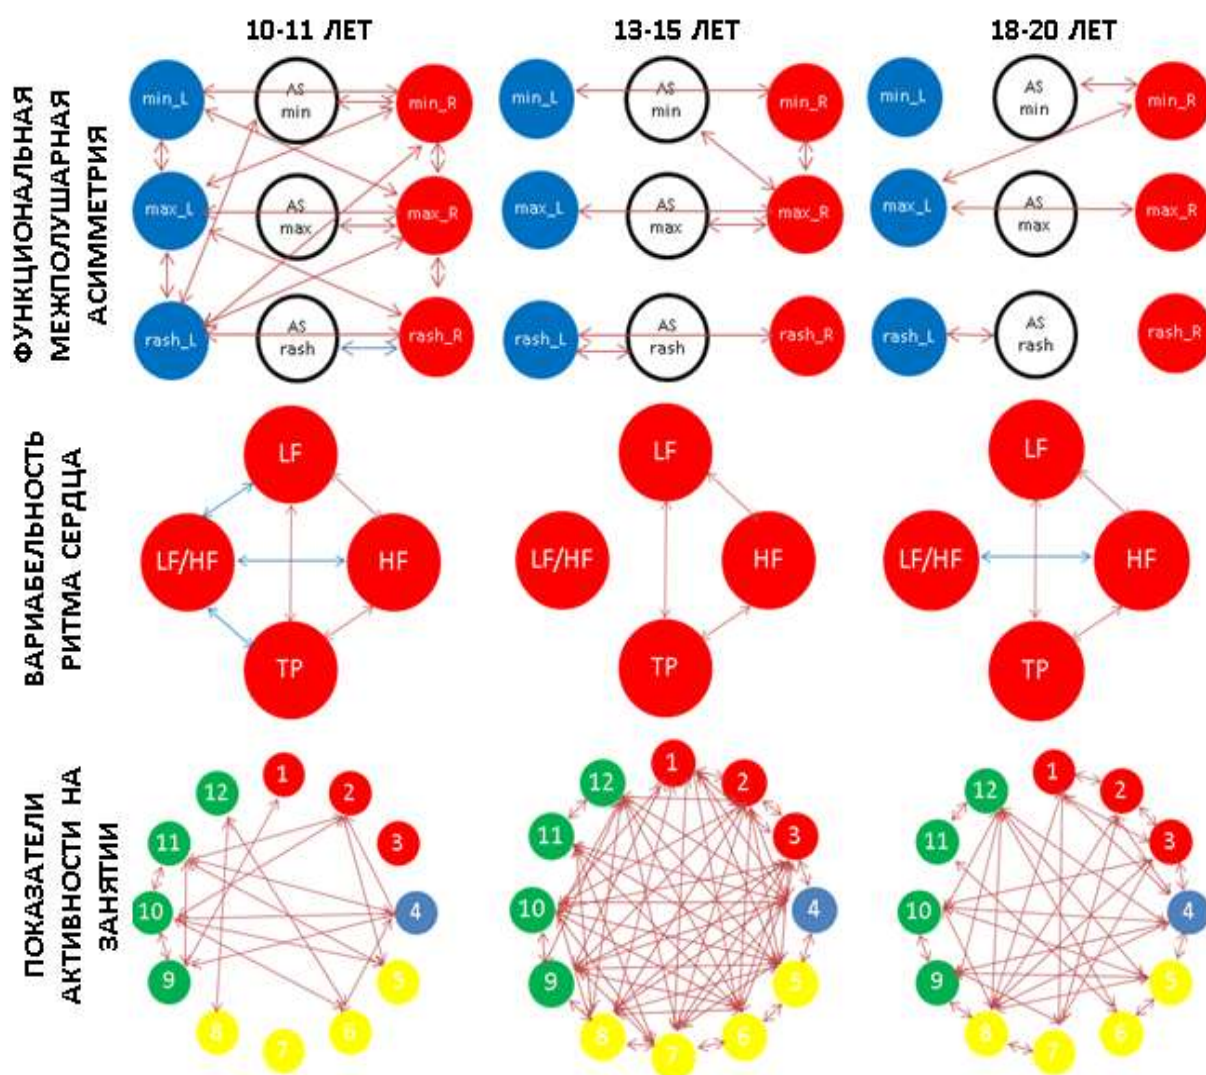 10-11 ЛЕТ
13-15 ЛЕТ
18-20 ЛЕТ
ФУНКЦИОНАЛЬНАЯ
МЕЖПОЛУШАРНАЯ
АСИММЕТРИЯ
min_L
AS
min
min_R
max_L
AS
max
max_R
rash_L
AS
rash
rash_R
min_L
AS
min
min_R
max_L
AS
max
max_R
rash_L
AS
rash
rash_R
min_L
AS
min
min_R
max_L
AS
max
max_R
rash_L
AS
rash
rash_R
ВАРИАБЕЛЬНОСТЬ
РИТМА СЕРДЦА
LF
LF/HF
HF
TP
LF
LF/HF
HF
TP
LF
LF/HF
HF
TP
ПОКАЗАТЕЛИ
АКТИВНОСТИ НА
ЗАНЯТИИ
1
2
3
4
5
6
7
8
9
10
11
12
1
2
3
4
5
6
7
8
9
10
11
12
1
2
3
4
5
6
7
8
9
10
11
12